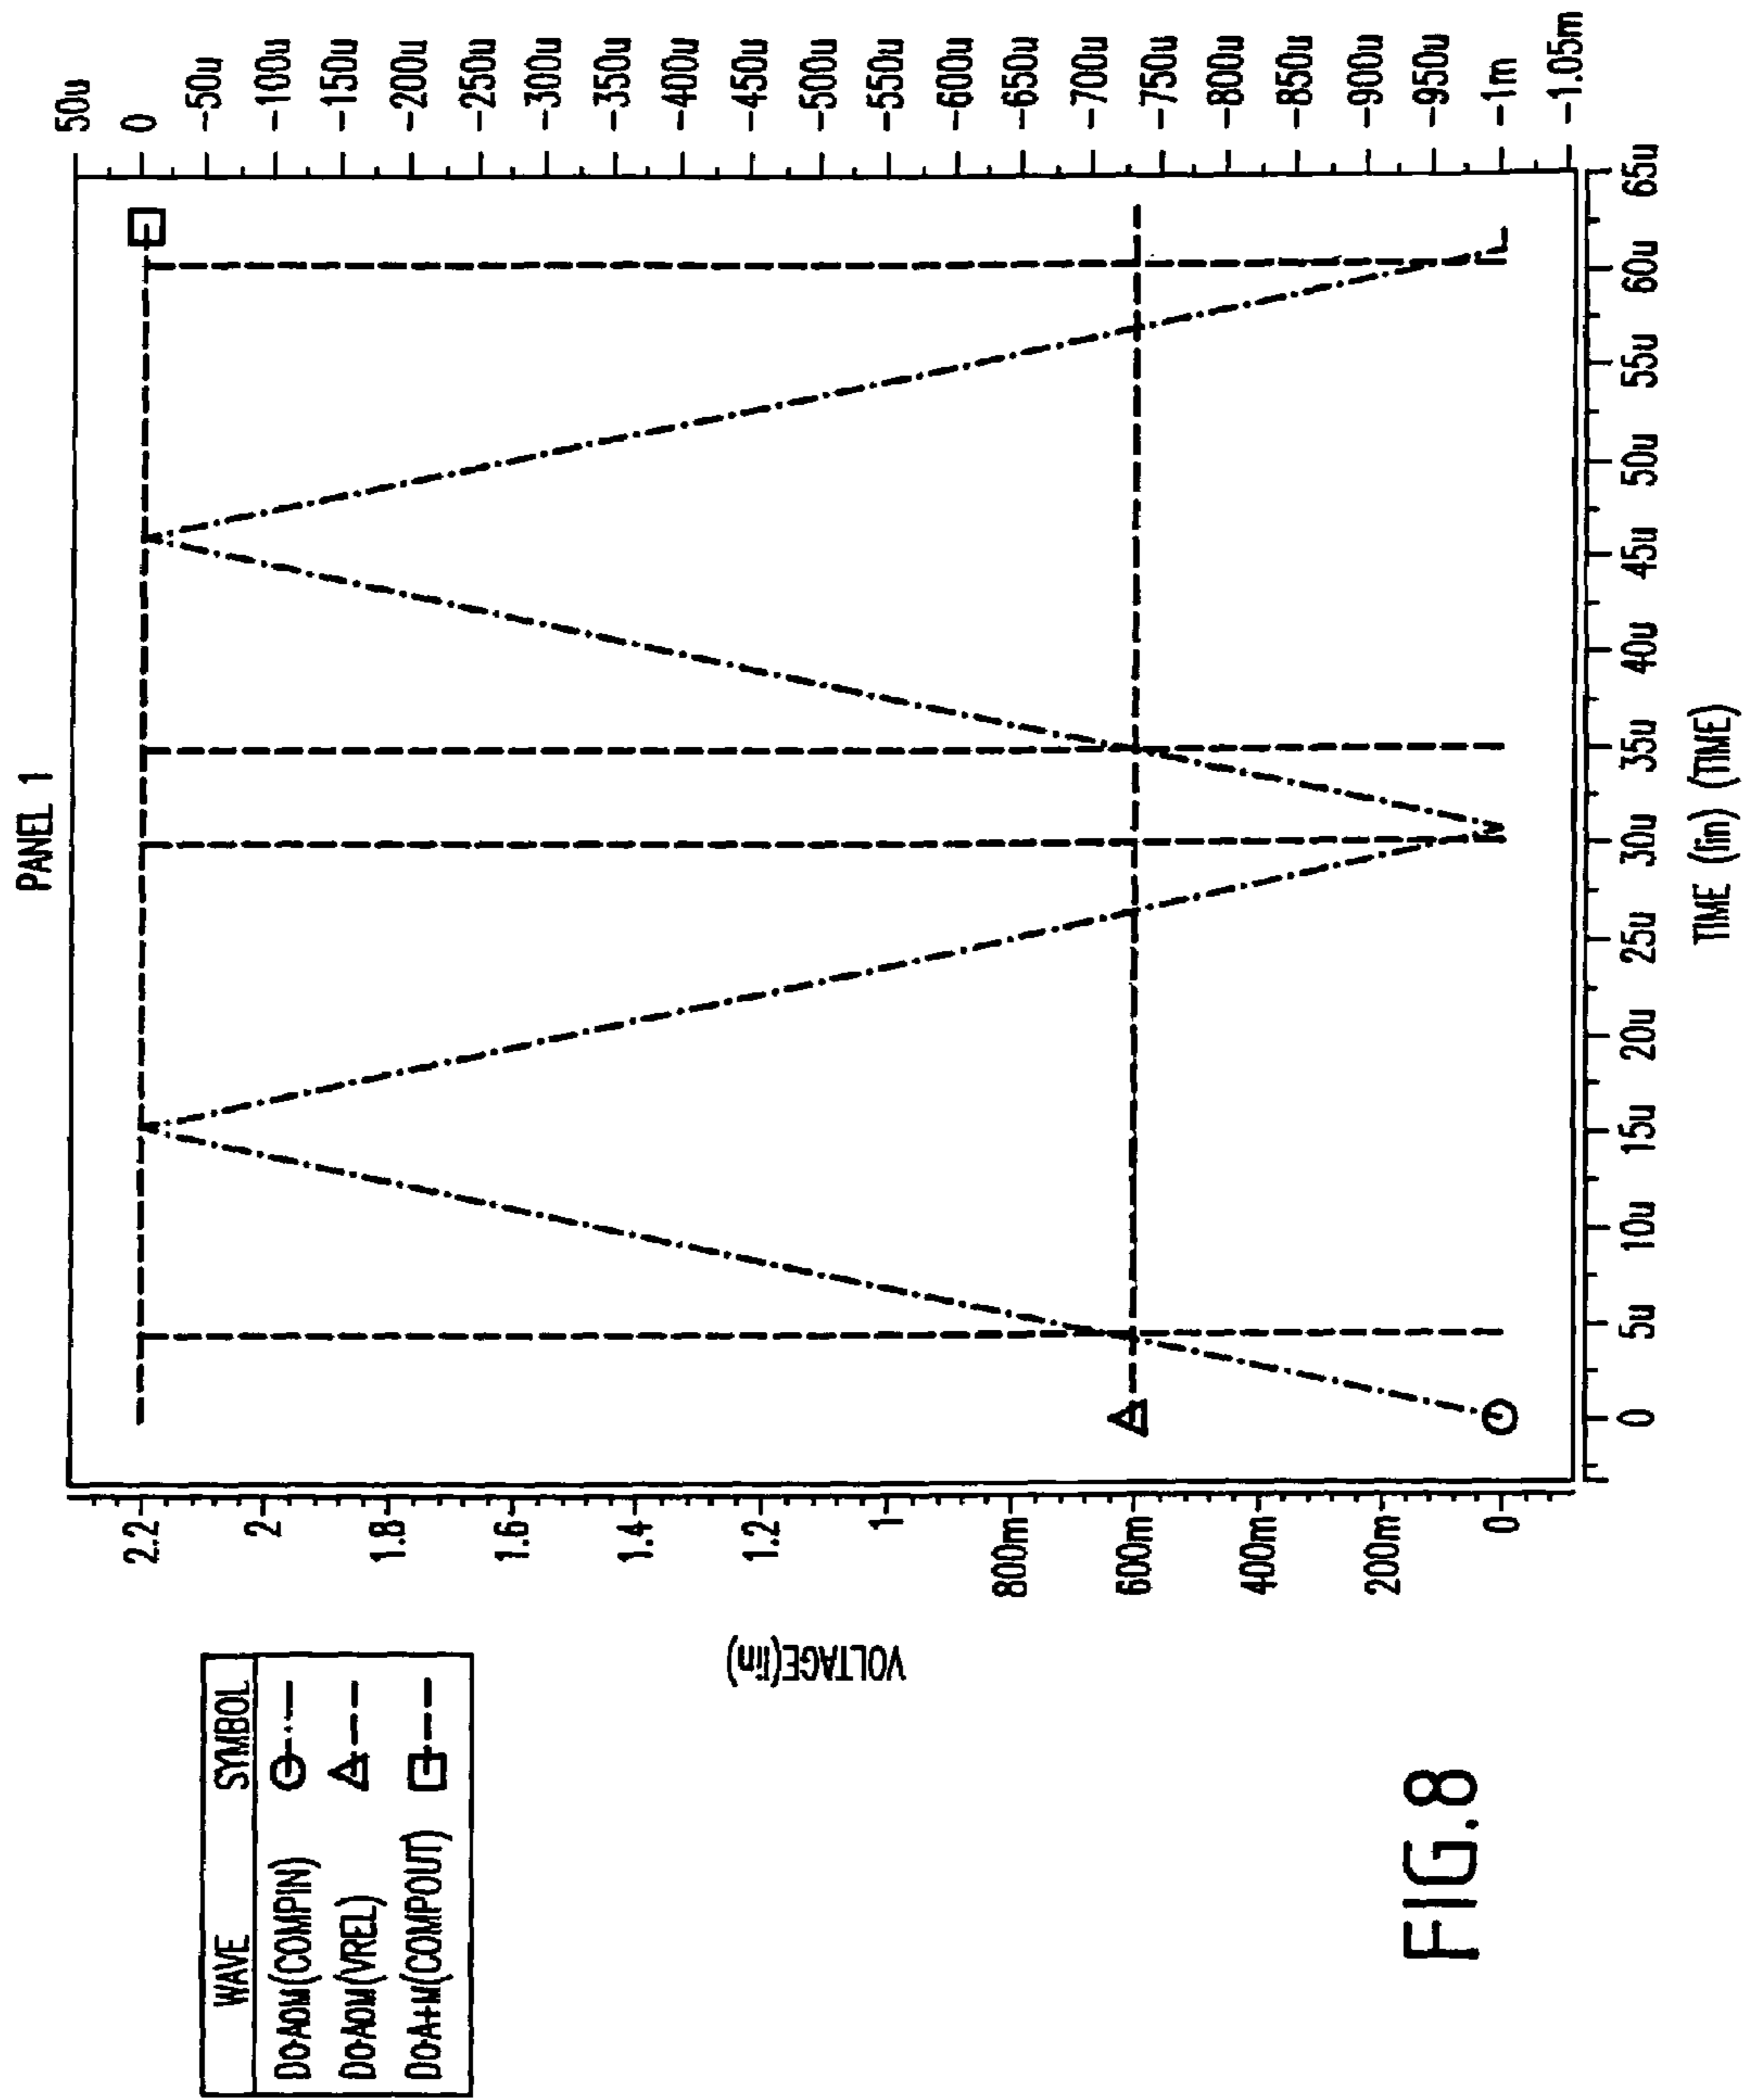 PANEL 1
WAVE SYMBOL
D0:A0M(COMPIN)
D0:A0M(VREL)
D0:A+M(COMPOUT)
VOLTAGE(lin)
2.2
2
1.8
1.6
1.4
1.2
1
800m
600m
400m
200m
0
50u
0
-50u
-100u
-150u
-200u
-250u
-300u
-350u
-400u
-450u
-500u
-550u
-600u
-650u
-700u
-750u
-800u
-850u
-900u
-950u
-1m
-1.05m
0 5u 10u 15u 20u 25u 30u 35u 40u 45u 50u 55u 60u 65u
TIME (lin) (TIME)
FIG.8